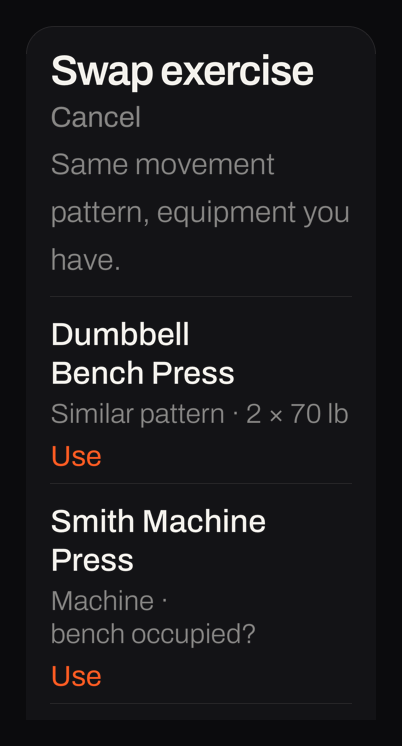 Swap exercise
Cancel
Same movement
pattern, equipment you
have.
Dumbbell
Bench Press
Similar pattern · 2 × 70 lb
Use
Smith Machine
Press
Machine ·
bench occupied?
Use